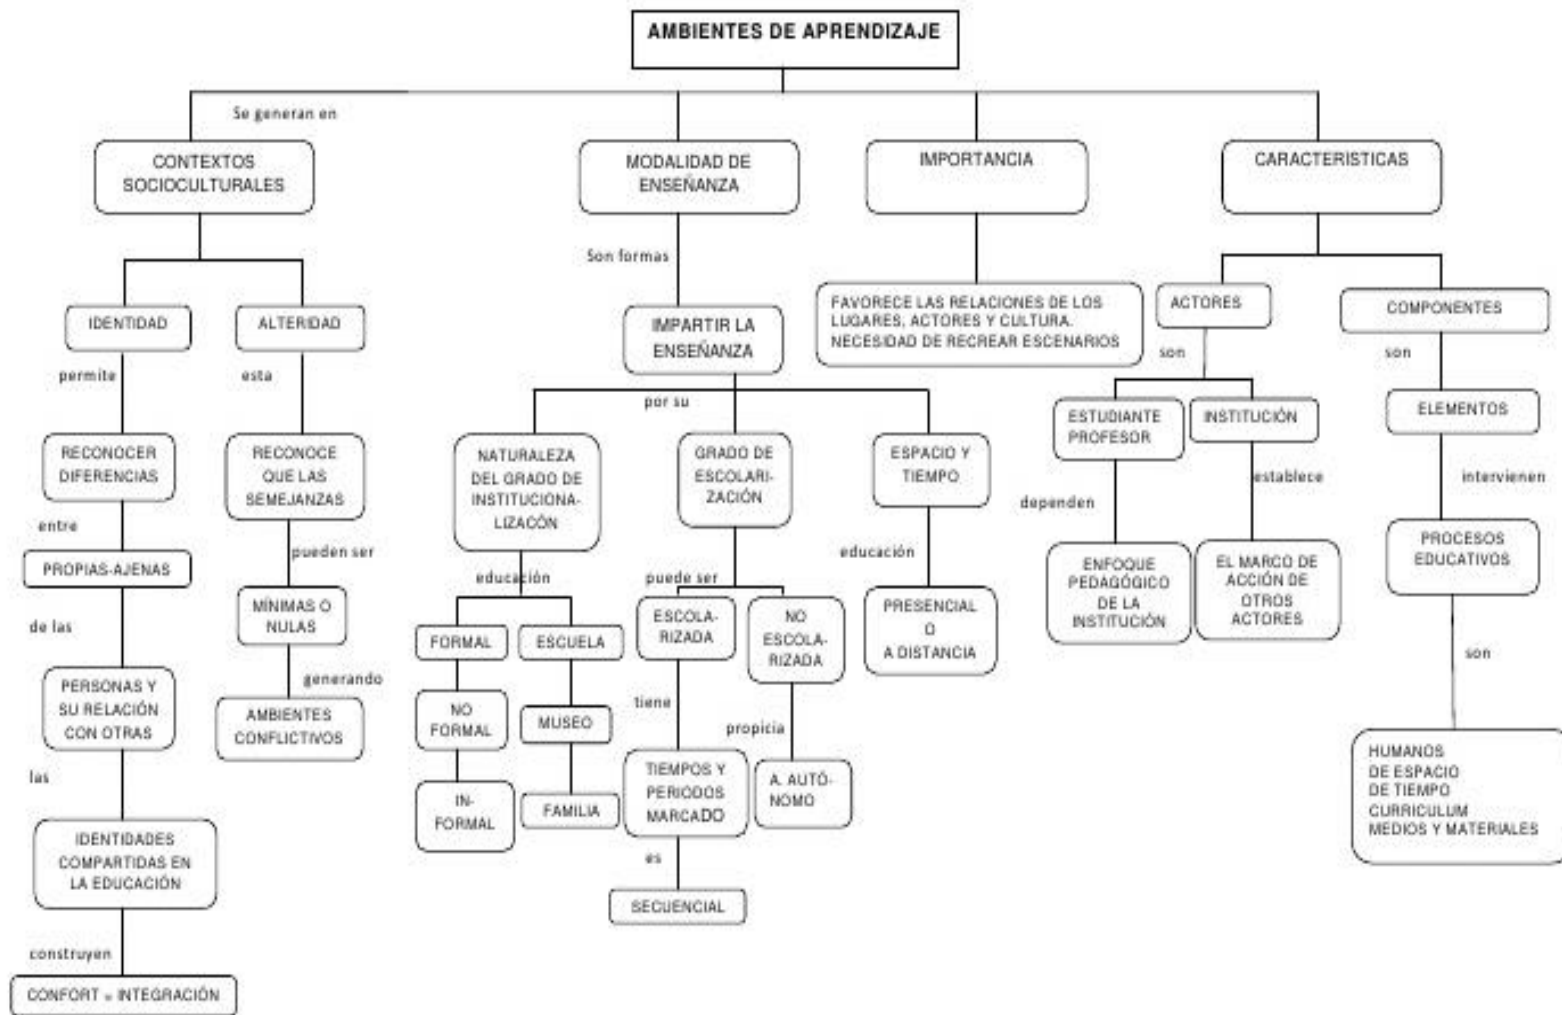 AMBIENTES DE APRENDIZAJE
Se generan en
CONTEXTOS
SOCIOCULTURALES
MODALIDAD DE
ENSEÑANZA
IMPORTANCIA
CARACTERÍSTICAS
Son formas
IDENTIDAD
ALTERIDAD
IMPARTIR LA
ENSEÑANZA
FAVORECE LAS RELACIONES DE LOS
LUGARES, ACTORES Y CULTURA.
NECESIDAD DE RECREAR ESCENARIOS
ACTORES
COMPONENTES
permite
esta
por su
son
son
RECONOCER
DIFERENCIAS
RECONOCE
QUE LAS
SEMEJANZAS
NATURALEZA
DEL GRADO DE
INSTITUCIONA-
LIZACÓN
GRADO DE
ESCOLARI-
ZACIÓN
ESPACIO Y
TIEMPO
ESTUDIANTE
PROFESOR
INSTITUCIÓN
ELEMENTOS
entre
pueden ser
educación
puede ser
educación
dependen
establece
intervienen
PROPIAS-AJENAS
MÍNIMAS O
NULAS
FORMAL
ESCUELA
ESCOLA-
RIZADA
NO
ESCOLA-
RIZADA
PRESENCIAL
O
A DISTANCIA
ENFOQUE
PEDAGÓGICO
DE LA
INSTITUCIÓN
EL MARCO DE
ACCIÓN DE
OTROS
ACTORES
PROCESOS
EDUCATIVOS
de las
generando
tiene
propicia
son
PERSONAS Y
SU RELACIÓN
CON OTRAS
AMBIENTES
CONFLICTIVOS
NO
FORMAL
MUSEO
TIEMPOS Y
PERIODOS
MARCADO
A. AUTÓ-
NOMO
HUMANOS
DE ESPACIO
DE TIEMPO
CURRICULUM
MEDIOS Y MATERIALES
las
IN-
FORMAL
FAMILIA
es
IDENTIDADES
COMPARTIDAS EN
LA EDUCACIÓN
SECUENCIAL
construyen
CONFORT = INTEGRACIÓN